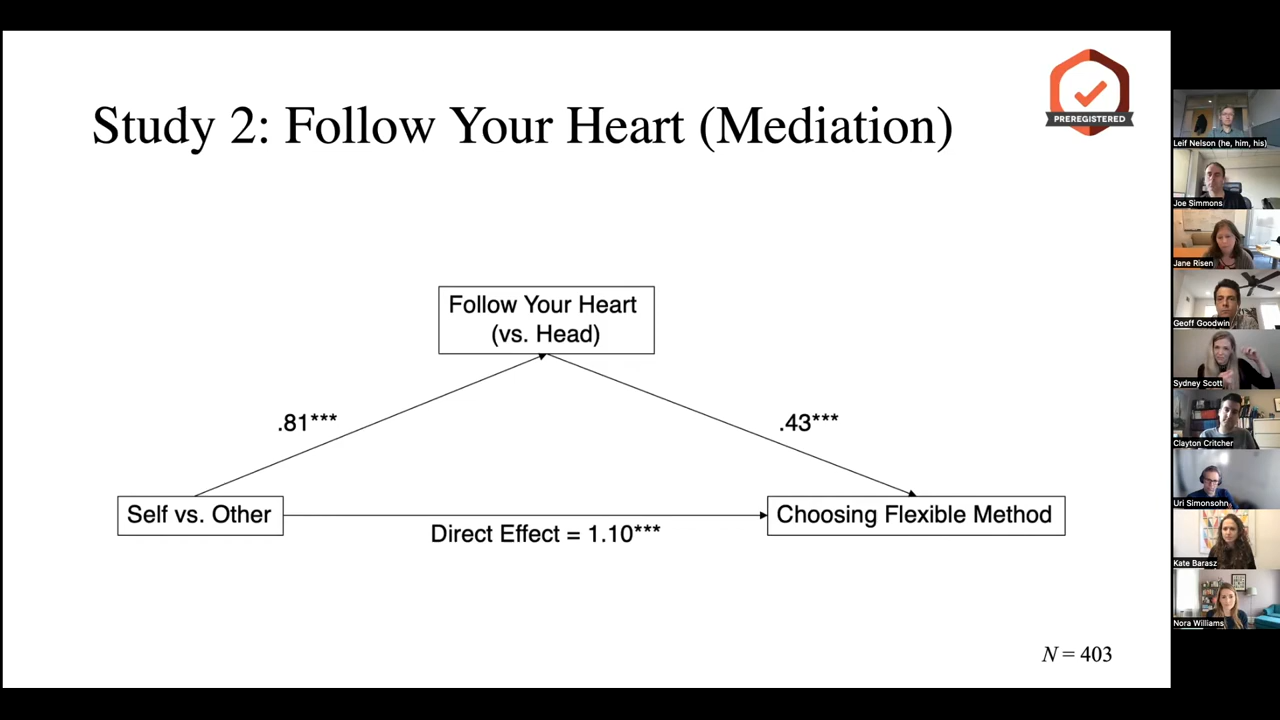 Study 2: Follow Your Heart (Mediation)
PREREGISTERED
Follow Your Heart
(vs. Head)
.81***
.43***
Self vs. Other
Direct Effect = 1.10***
Choosing Flexible Method
N = 403
Leif Nelson (he, him, his)
Joe Simmons
Jane Risen
Geoff Goodwin
Sydney Scott
Clayton Critcher
Uri Simonsohn
Kate Barasz
Nora Williams